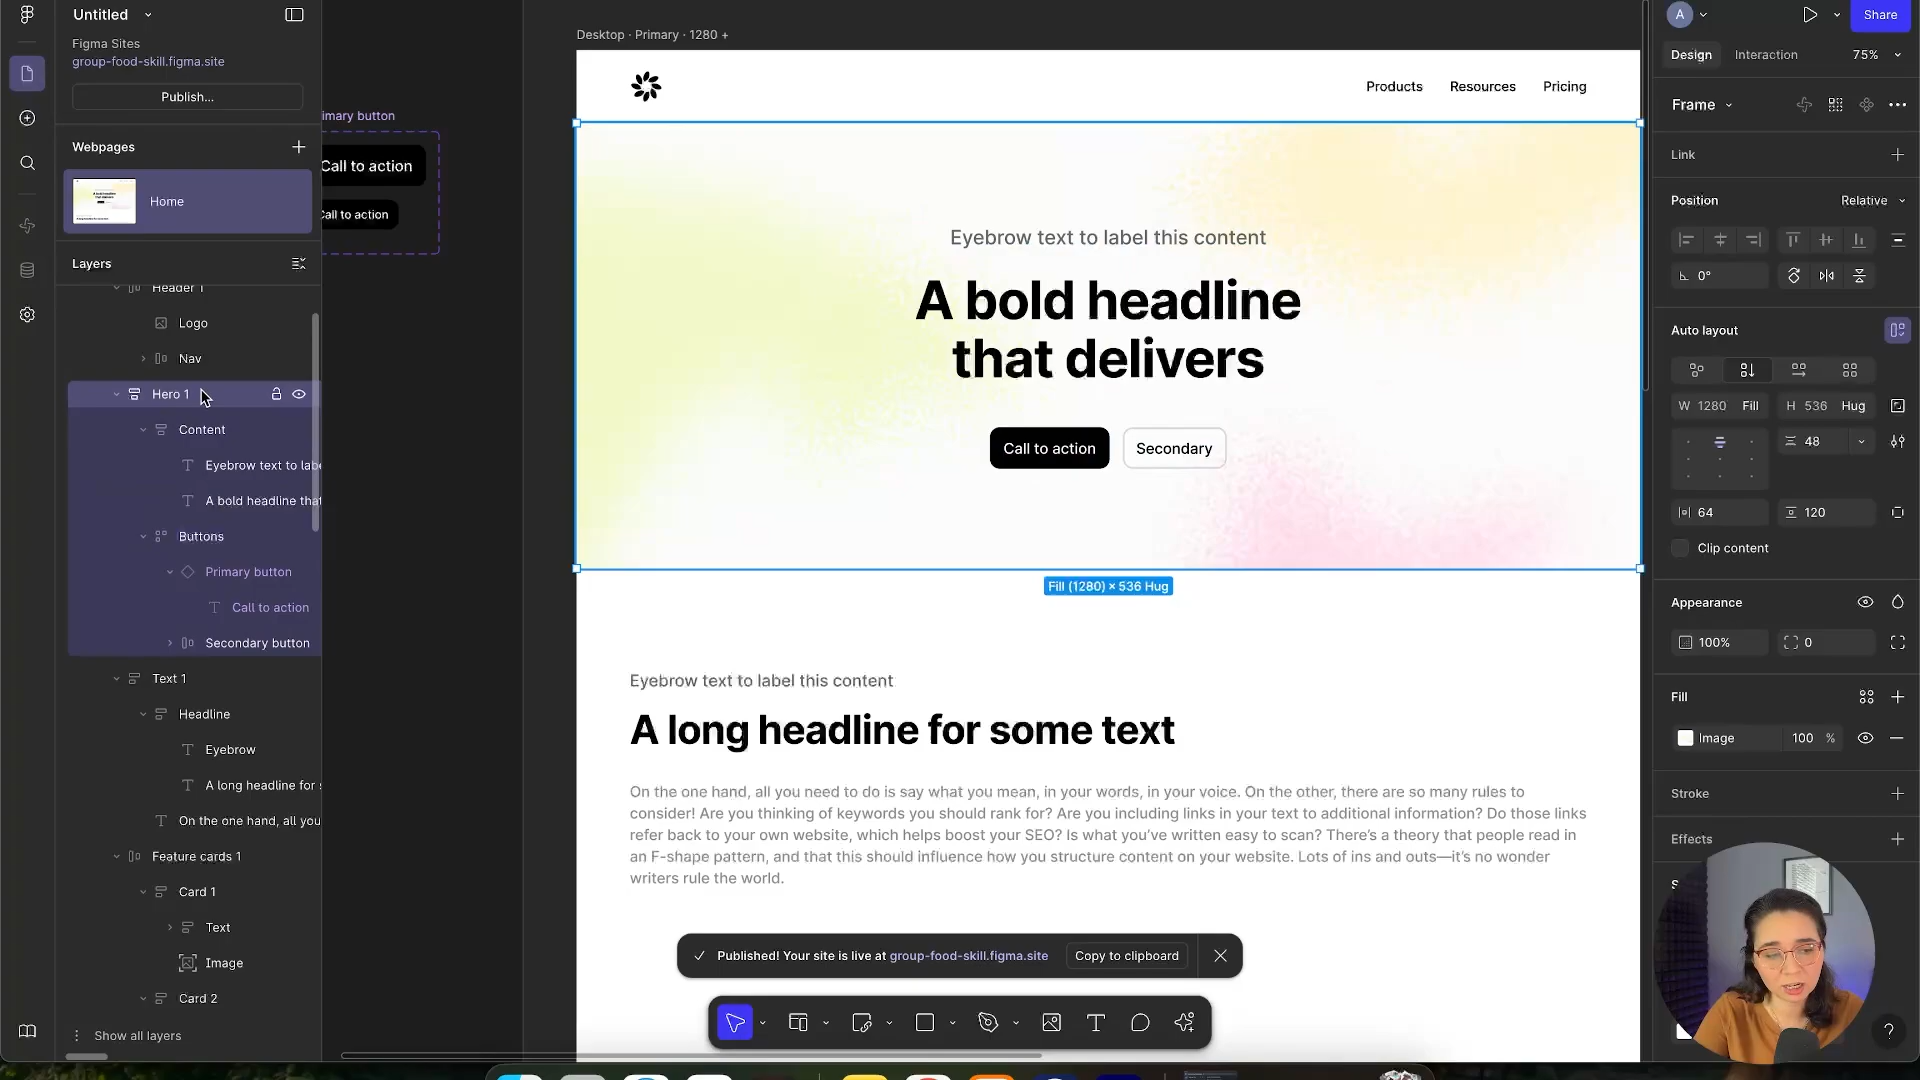 Untitled
Figma Sites
group-food-skill.figma.site
Publish...
Webpages
Home
Layers
Header 1
Logo
Nav
Hero 1
Content
Eyebrow text to labe
A bold headline that
Buttons
Primary button
Call to action
Secondary button
Text 1
Headline
Eyebrow
A long headline for s
On the one hand, all you
Feature cards 1
Card 1
Text
Image
Card 2
Show all layers
imary button
Call to action
Call to action
Desktop · Primary · 1280 +
Products Resources Pricing
Eyebrow text to label this content
A bold headline
that delivers
Call to action Secondary
Fill (1280) × 536 Hug
Eyebrow text to label this content
A long headline for some text
On the one hand, all you need to do is say what you mean, in your words, in your voice. On the other, there are so many rules to
consider! Are you thinking of keywords you should rank for? Are you including links in your text to additional information? Do those links
refer back to your own website, which helps boost your SEO? Is what you’ve written easy to scan? There’s a theory that people read in
an F-shape pattern, and that this should influence how you structure content on your website. Lots of ins and outs—it’s no wonder
writers rule the world.
Published! Your site is live at group-food-skill.figma.site Copy to clipboard
A Share
Design Interaction 75%
Frame
Link
Position Relative
0°
Auto layout
W 1280 Fill H 536 Hug
48
64 120
Clip content
Appearance
100% 0
Fill
Image 100 %
Stroke
Effects
?